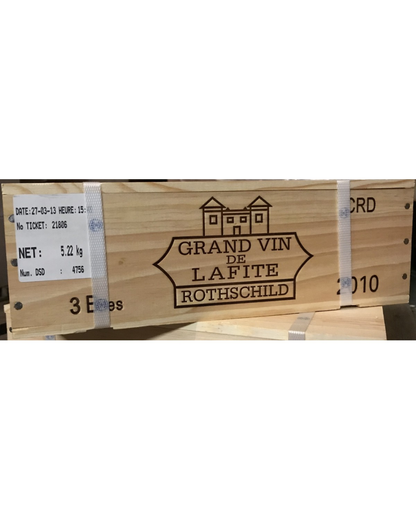 DATE:27-03-13 HEURE:15:
No TICKET: 21806
NET: 5.22 kg
Num. DSD : 4756
GRAND VIN
DE
LAFITE
ROTHSCHILD
CRD
3 B es
2010